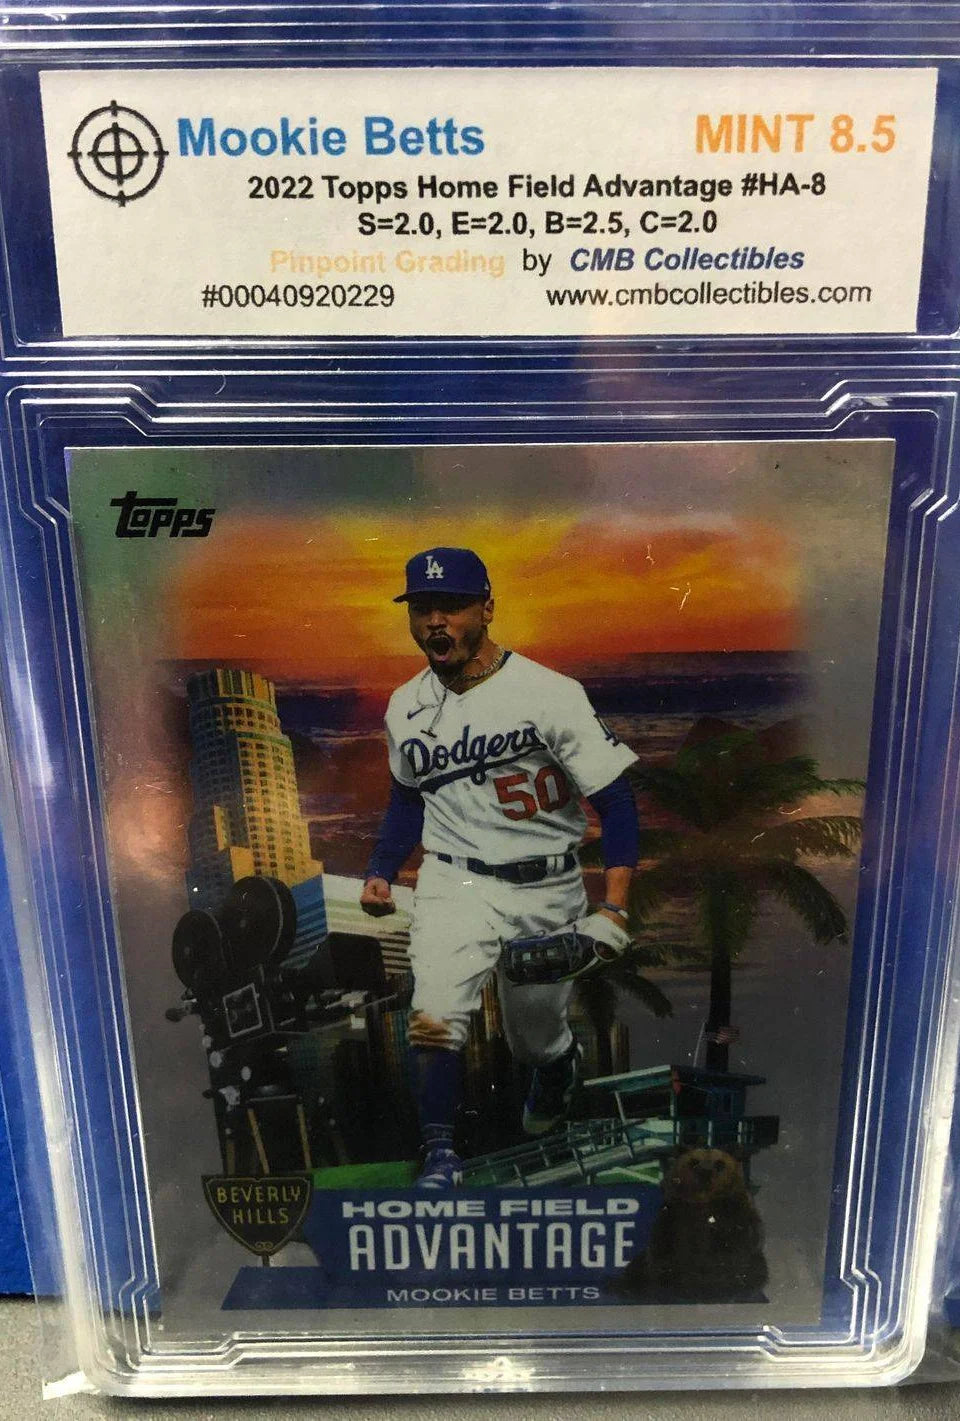 Mookie Betts MINT 8.5
2022 Topps Home Field Advantage #HA-8
S=2.0, E=2.0, B=2.5, C=2.0
Pinpoint Grading by CMB Collectibles
#00040920229 www.cmbcollectibles.com
Topps
LA
Dodgers
50
BEVERLY
HILLS
HOME FIELD
ADVANTAGE
MOOKIE BETTS